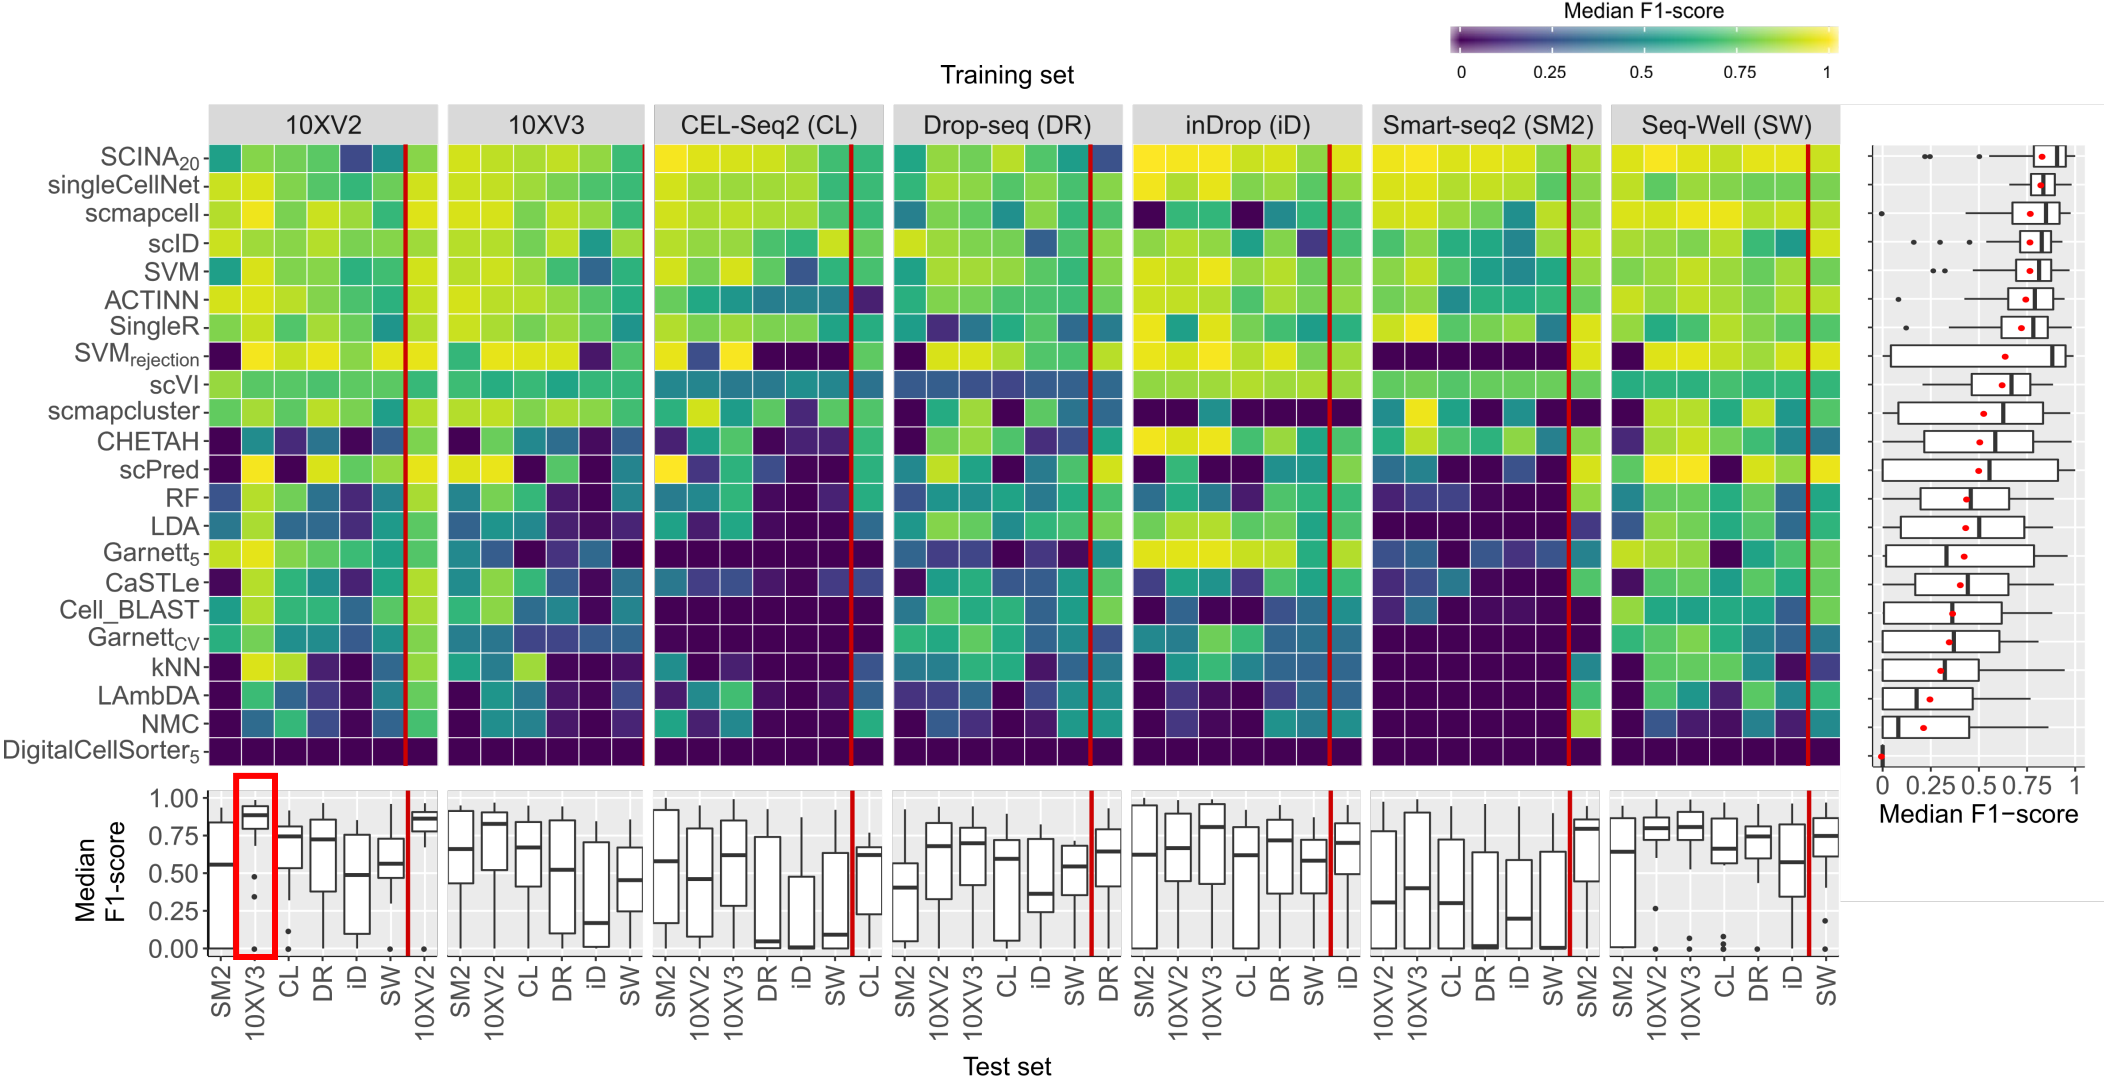 Median F1-score
0 0.25 0.5 0.75 1
Training set
10XV2 10XV3 CEL-Seq2 (CL) Drop-seq (DR) inDrop (iD) Smart-seq2 (SM2) Seq-Well (SW)
SCINA20
singleCellNet
scmapcell
scID
SVM
ACTINN
SingleR
SVMrejection
scVI
scmapcluster
CHETAH
scPred
RF
LDA
Garnett5
CaSTLe
Cell_BLAST
GarnettCV
kNN
LAmbDA
NMC
DigitalCellSorter5
0 0.25 0.5 0.75 1
Median F1−score
Median
F1-score
1.00
0.75
0.50
0.25
0.00
SM2 10XV3 CL DR iD SW 10XV2 SM2 10XV2 CL DR iD SW SM2 10XV2 10XV3 DR iD SW CL SM2 10XV2 10XV3 CL iD SW DR SM2 10XV2 10XV3 CL DR SW iD 10XV2 10XV3 CL DR iD SW SM2 SM2 10XV2 10XV3 CL DR iD SW
Test set